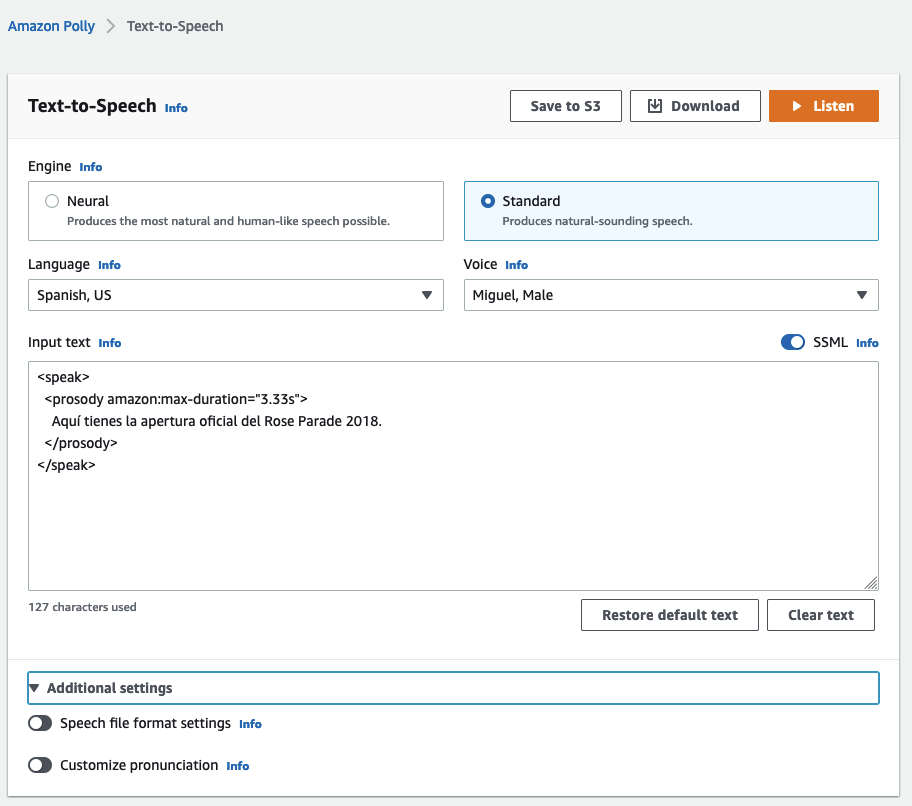 Amazon Polly > Text-to-Speech
Text-to-Speech Info
Save to S3
Download
Listen
Engine Info
Neural
Produces the most natural and human-like speech possible.
Standard
Produces natural-sounding speech.
Language Info
Spanish, US
Voice Info
Miguel, Male
Input text Info
SSML Info
<speak>
<prosody amazon:max-duration="3.33s">
Aquí tienes la apertura oficial del Rose Parade 2018.
</prosody>
</speak>
127 characters used
Restore default text
Clear text
Additional settings
Speech file format settings Info
Customize pronunciation Info